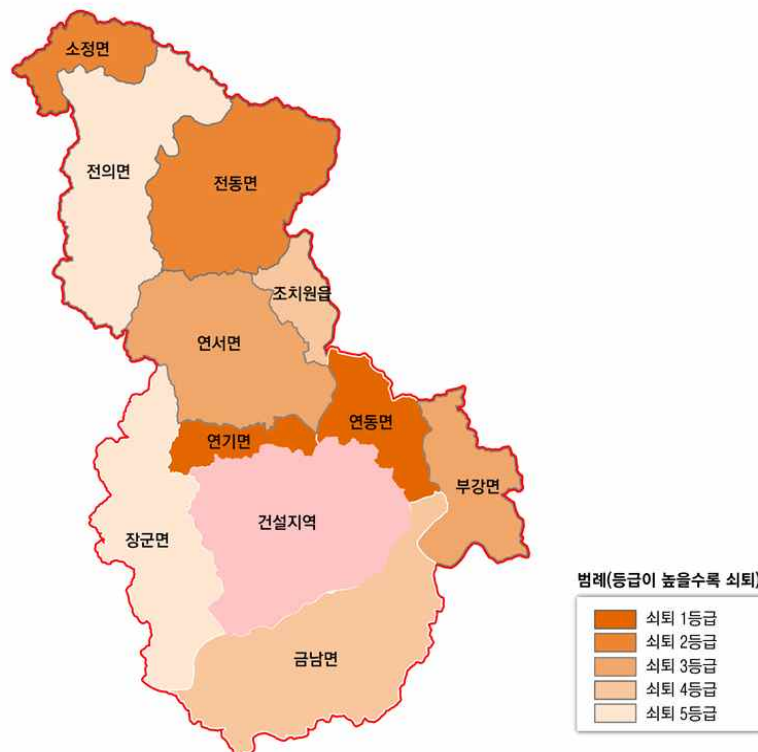 소정면
전의면
전동면
조치원읍
연서면
연기면
연동면
부강면
건설지역
장군면
금남면
범례(등급이 높을수록 쇠퇴)
쇠퇴 1등급
쇠퇴 2등급
쇠퇴 3등급
쇠퇴 4등급
쇠퇴 5등급